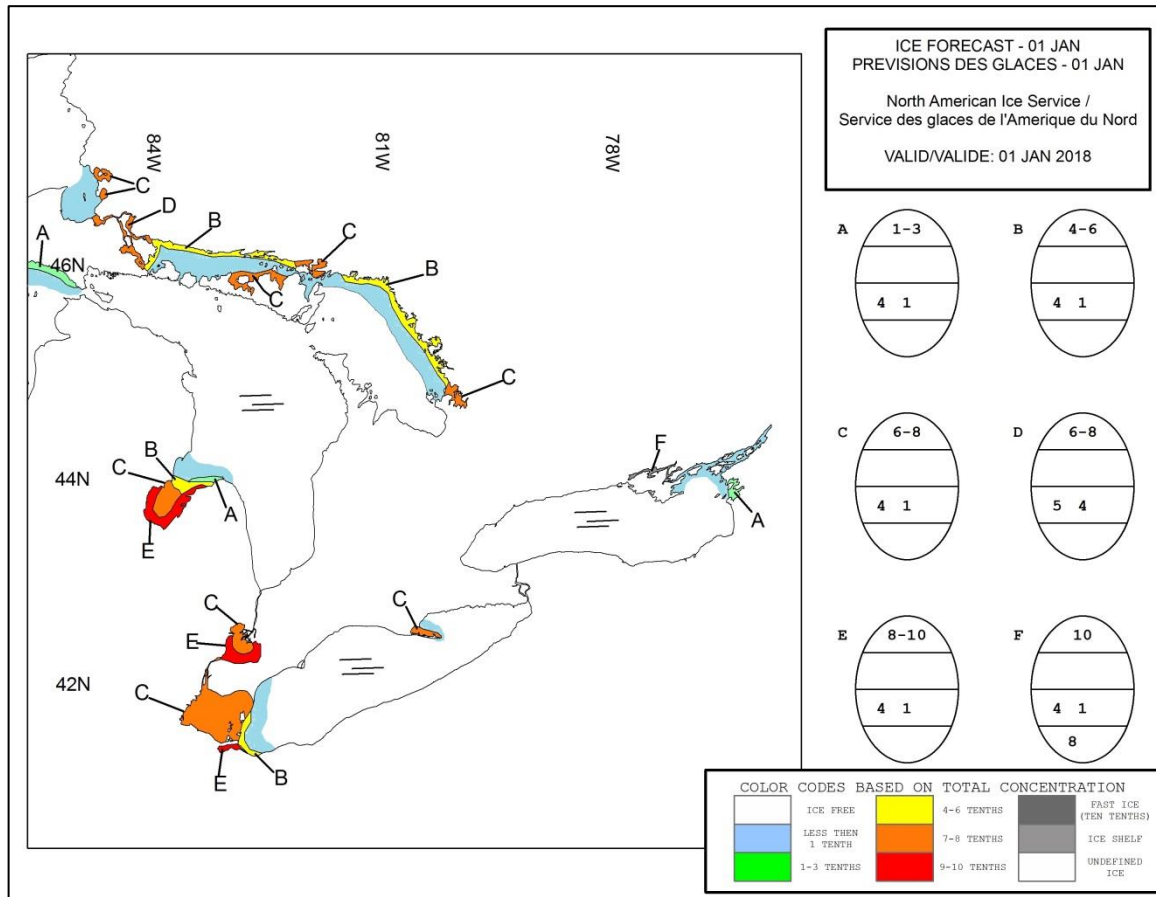 ICE FORECAST - 01 JAN
PREVISIONS DES GLACES - 01 JAN
North American Ice Service /
Service des glaces de l'Amerique du Nord
VALID/VALIDE: 01 JAN 2018
84W
81W
78W
C
D
B
C
A
46N
B
C
C
B
F
44N
C
A
A
E
C
C
E
42N
C
E
B
A
1-3
4 1
B
4-6
4 1
C
6-8
4 1
D
6-8
5 4
E
8-10
4 1
F
10
4 1
8
COLOR CODES BASED ON TOTAL CONCENTRATION
ICE FREE
4-6 TENTHS
FAST ICE
(TEN TENTHS)
LESS THEN
1 TENTH
7-8 TENTHS
ICE SHELF
1-3 TENTHS
9-10 TENTHS
UNDEFINED
ICE